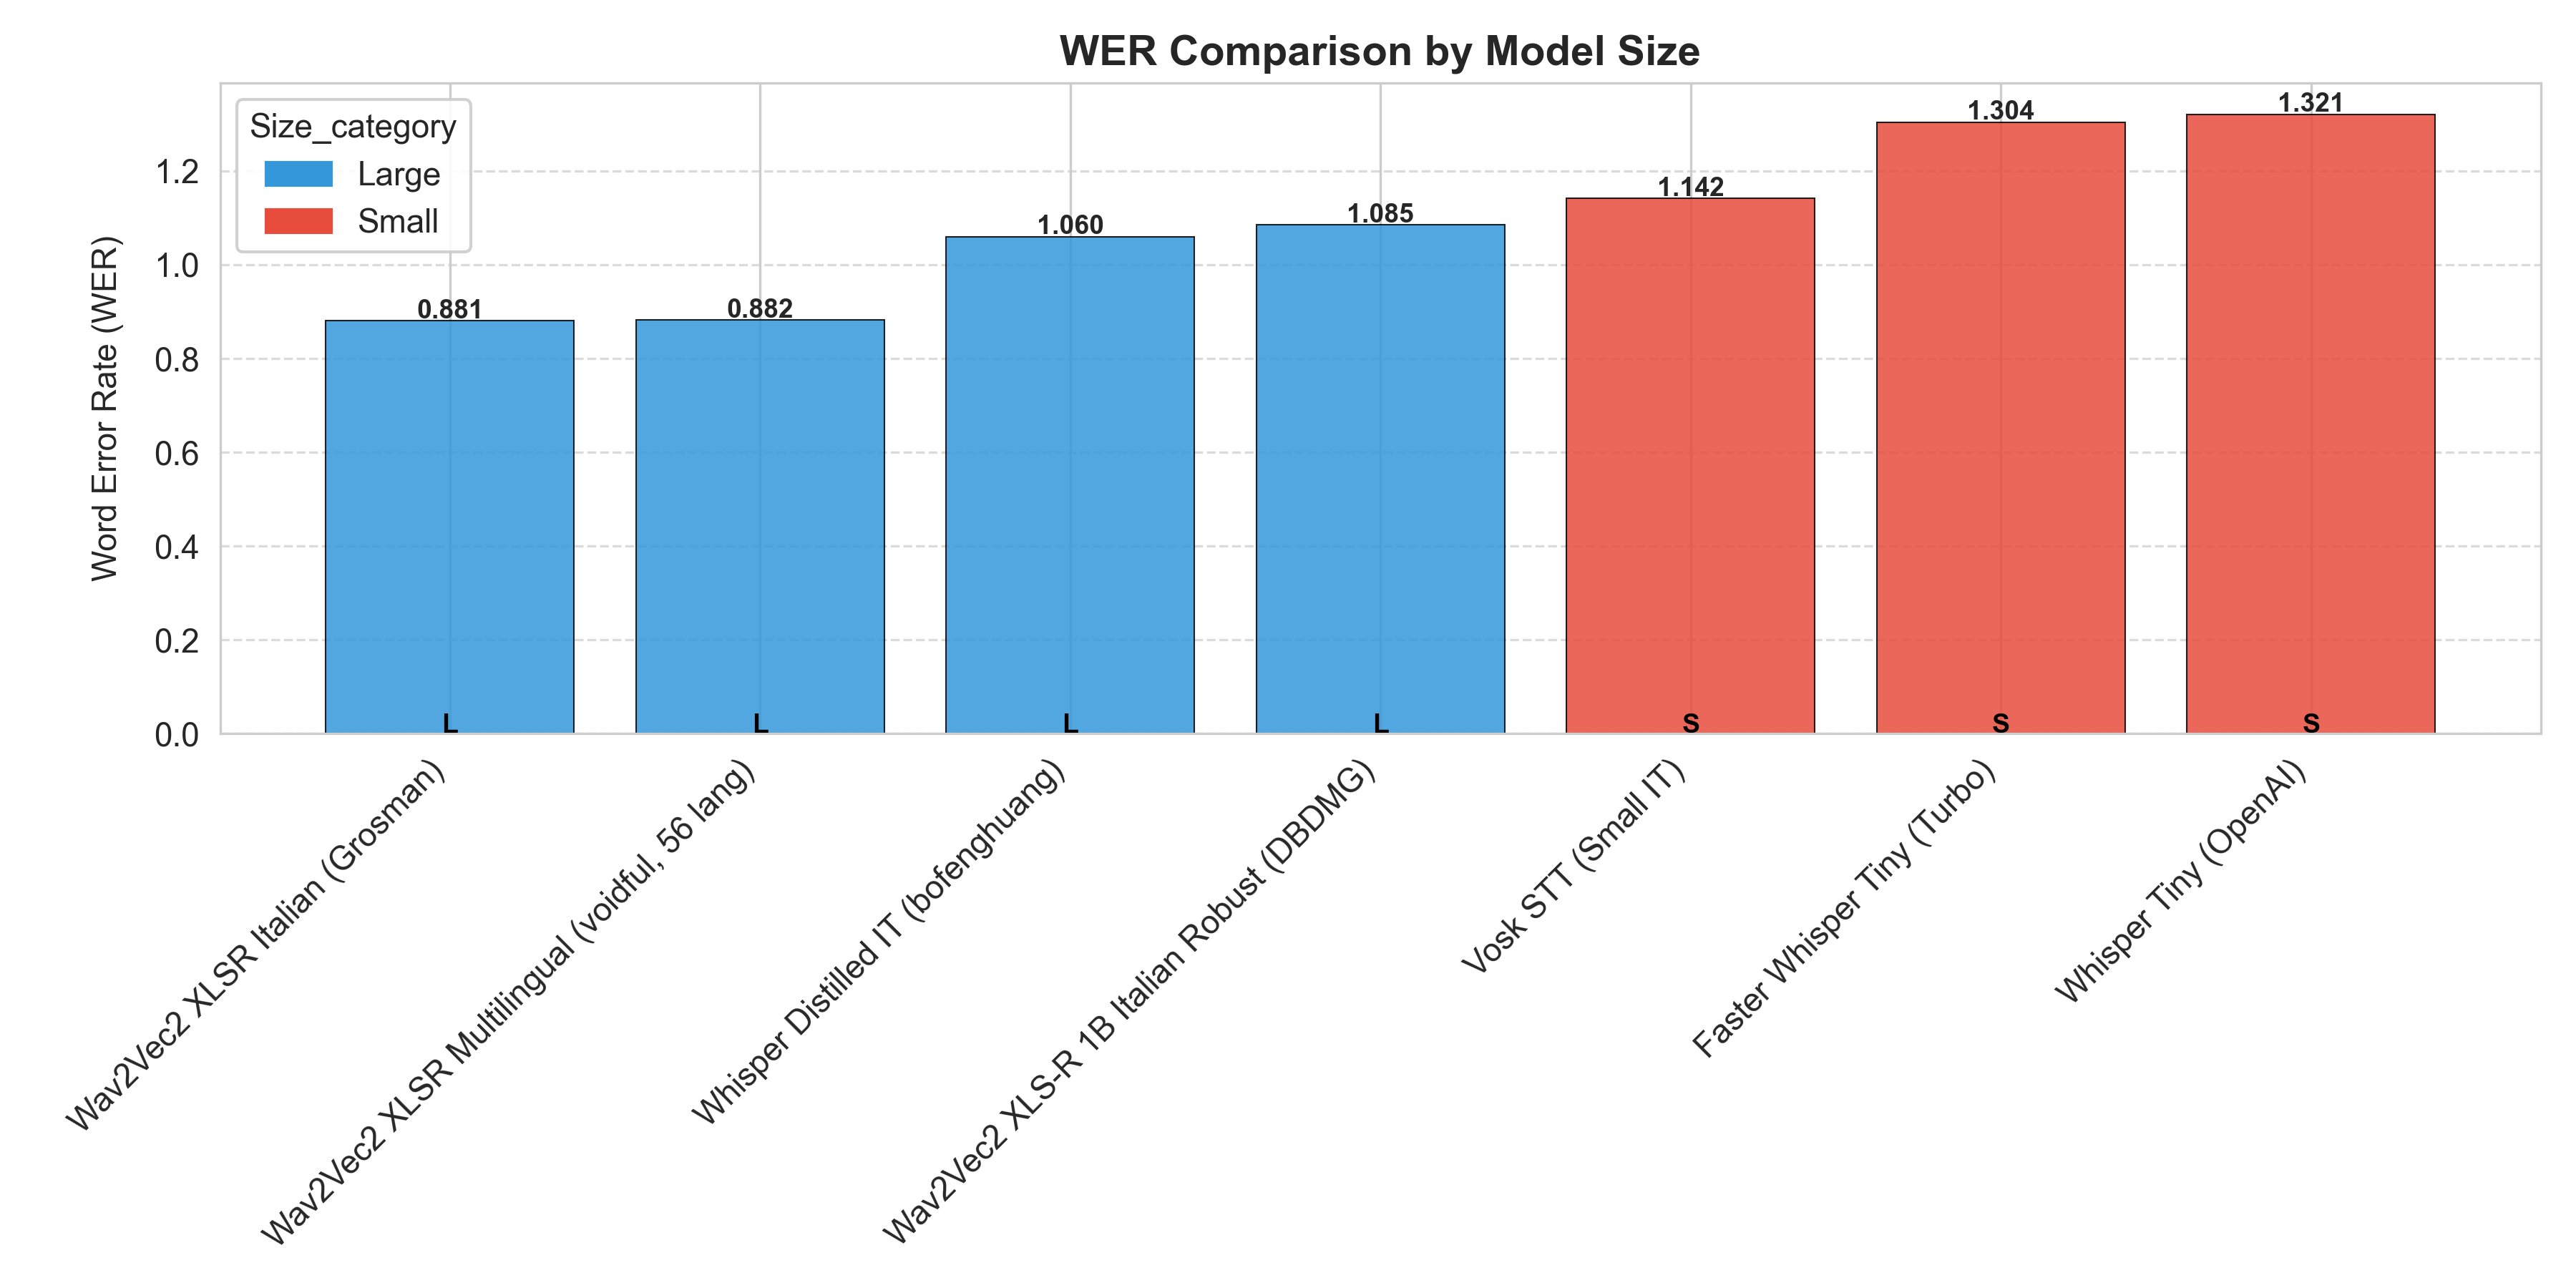 WER Comparison by Model Size
Size_category
Large
Small
Word Error Rate (WER)
1.2
1.0
0.8
0.6
0.4
0.2
0.0
0.881
0.882
1.060
1.085
1.142
1.304
1.321
L
L
L
L
S
S
S
Wav2Vec2 XLSR Italian (Grosman)
Wav2Vec2 XLSR Multilingual (voidful, 56 lang)
Whisper Distilled IT (bofenghuang)
Wav2Vec2 XLS-R 1B Italian Robust (DBDMG)
Vosk STT (Small IT)
Faster Whisper Tiny (Turbo)
Whisper Tiny (OpenAI)